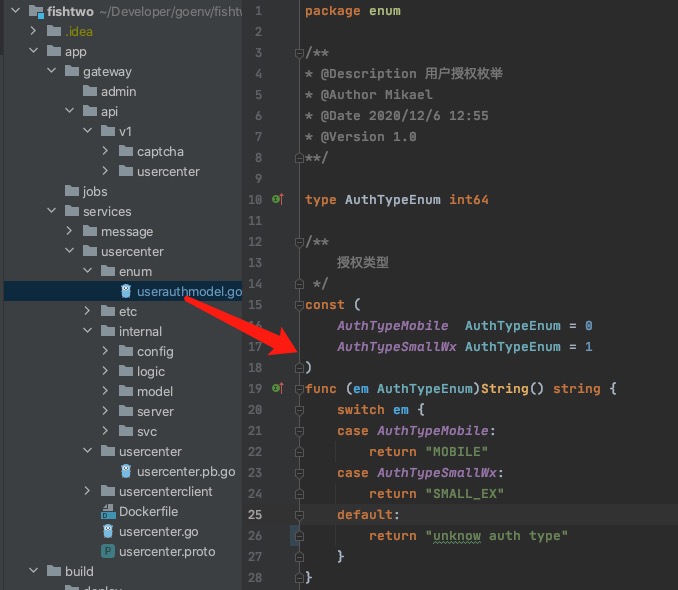 fishtwo ~/Developer/goenv/fishtw
.idea
app
gateway
admin
api
v1
captcha
usercenter
jobs
services
message
usercenter
enum
userauthmodel.go
etc
internal
config
logic
model
server
svc
usercenter
usercenter.pb.go
usercenterclient
Dockerfile
usercenter.go
usercenter.proto
build
1 package enum
2
3 /**
4 * @Description 用户授权枚举
5 * @Author Mikael
6 * @Date 2020/12/6 12:55
7 * @Version 1.0
8 **/
9
10 type AuthTypeEnum int64
11
12 /**
13 授权类型
14 */
15 const (
16 AuthTypeMobile AuthTypeEnum = 0
17 AuthTypeSmallWx AuthTypeEnum = 1
18 )
19 func (em AuthTypeEnum)String() string {
20 switch em {
21 case AuthTypeMobile:
22 return "MOBILE"
23 case AuthTypeSmallWx:
24 return "SMALL_EX"
25 default:
26 return "unknow auth type"
27 }
28 }